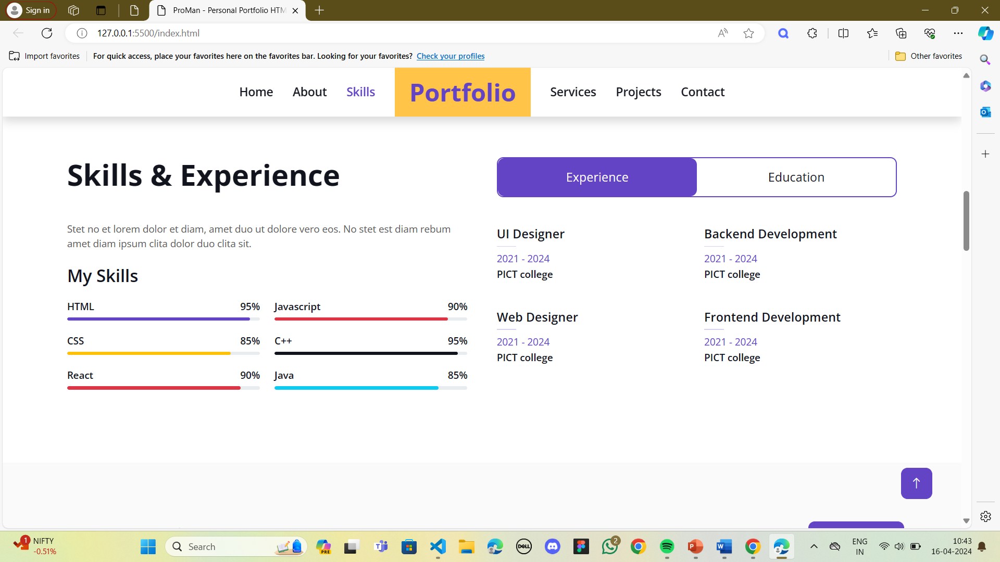 Sign in
ProMan - Personal Portfolio HTM
127.0.0.1:5500/index.html
Import favorites
For quick access, place your favorites here on the favorites bar. Looking for your favorites? Check your profiles
Other favorites
Home About Skills Portfolio Services Projects Contact
Skills & Experience
Stet no et lorem dolor et diam, amet duo ut dolore vero eos. No stet est diam rebum
amet diam ipsum clita dolor duo clita sit.
My Skills
HTML 95%
Javascript 90%
CSS 85%
C++ 95%
React 90%
Java 85%
Experience Education
UI Designer
2021 - 2024
PICT college
Backend Development
2021 - 2024
PICT college
Web Designer
2021 - 2024
PICT college
Frontend Development
2021 - 2024
PICT college
1
NIFTY
-0.51%
Search
PRE
DELL
2
ENG
IN
10:43
16-04-2024